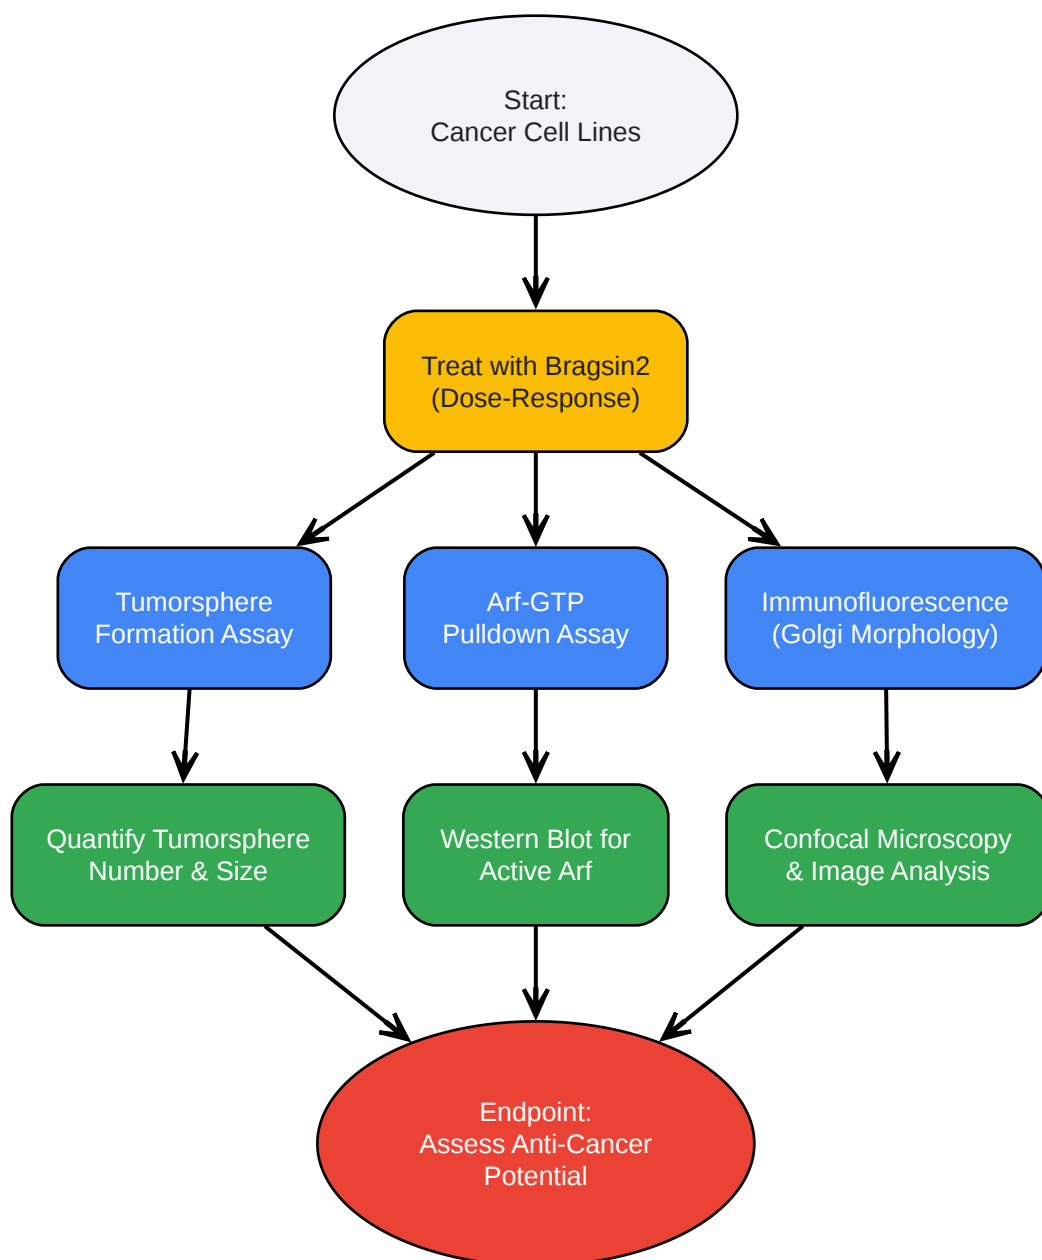 Start:
Cancer Cell Lines
Treat with Bragsin2
(Dose-Response)
Tumorsphere
Formation Assay
Arf-GTP
Pulldown Assay
Immunofluorescence
(Golgi Morphology)
Quantify Tumorsphere
Number & Size
Western Blot for
Active Arf
Confocal Microscopy
& Image Analysis
Endpoint:
Assess Anti-Cancer
Potential